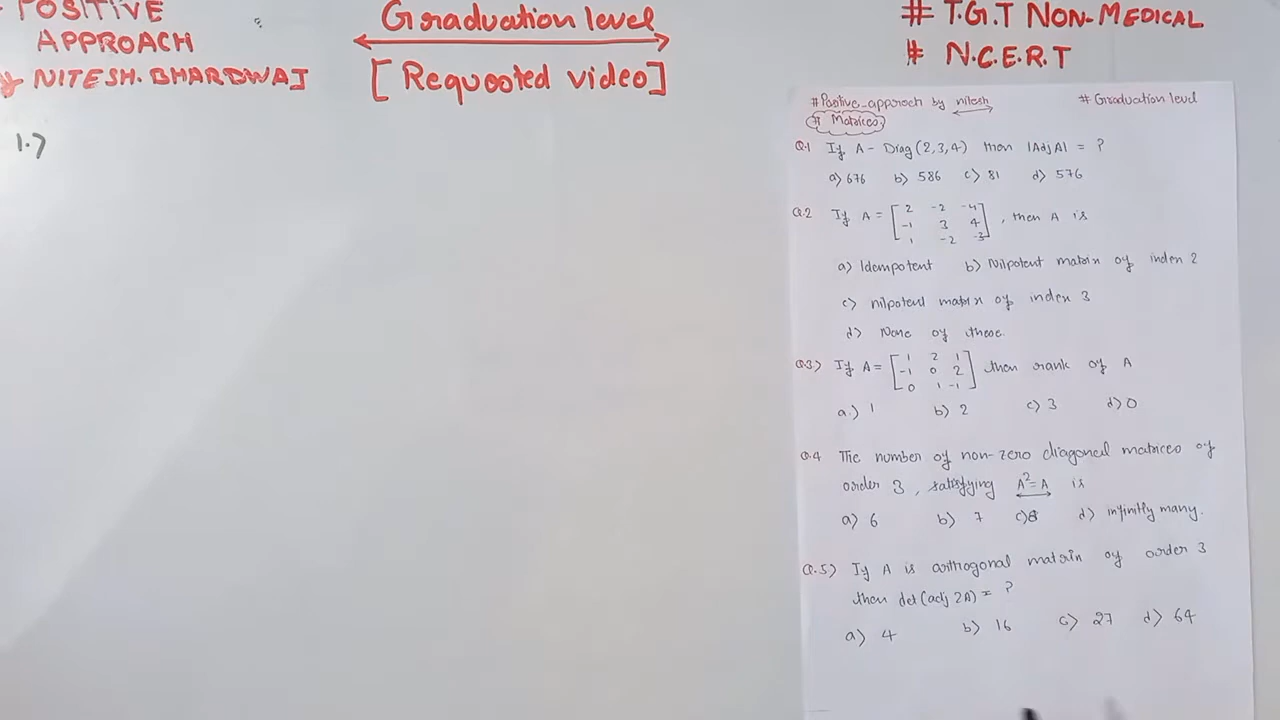 POSITIVE
APPROACH
NITESH. BHARDWAJ
Graduation level
[Requested video]
# T.G.T NON-MEDICAL
# N.C.E.R.T
1.>
#Positive_approach by nitesh
# Graduation level
# Matrices
Q.1 If A - Diag(2,3,4) then |AdjA| = ?
a) 676 b) 586 c) 81 d) 576
Q.2 If A = [2 -2 -4
-1 3 4
1 -2 -3], then A is
a) Idempotent b) Nilpotent matrix of index 2
c) nilpotent matrix of index 3
d) None of these.
Q.3) If A = [1 2 1
-1 0 2
0 1 -1] then rank of A
a.) 1 b) 2 c) 3 d) 0
Q.4 The number of non-zero diagonal matrices of
order 3, satisfying A²=A is
a) 6 b) 7 c) 8 d) infinitly many.
Q.5) If A is orthogonal matrix of order 3
then det(adj 2A) = ?
a) 4 b) 16 c) 27 d) 64